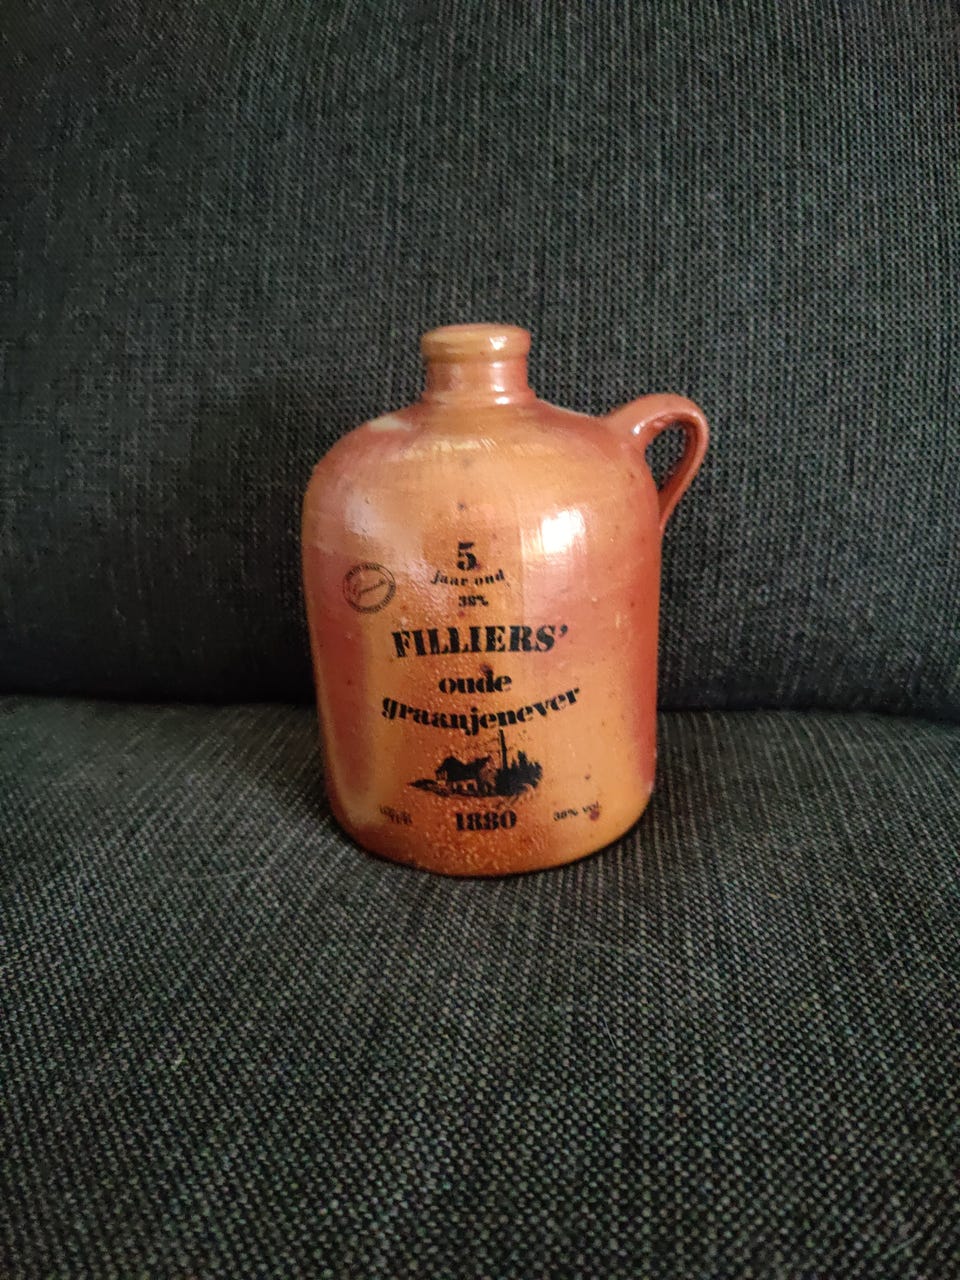 5
jaar oud
38%
FILLIERS'
oude
graanjenever
1880
38% vol